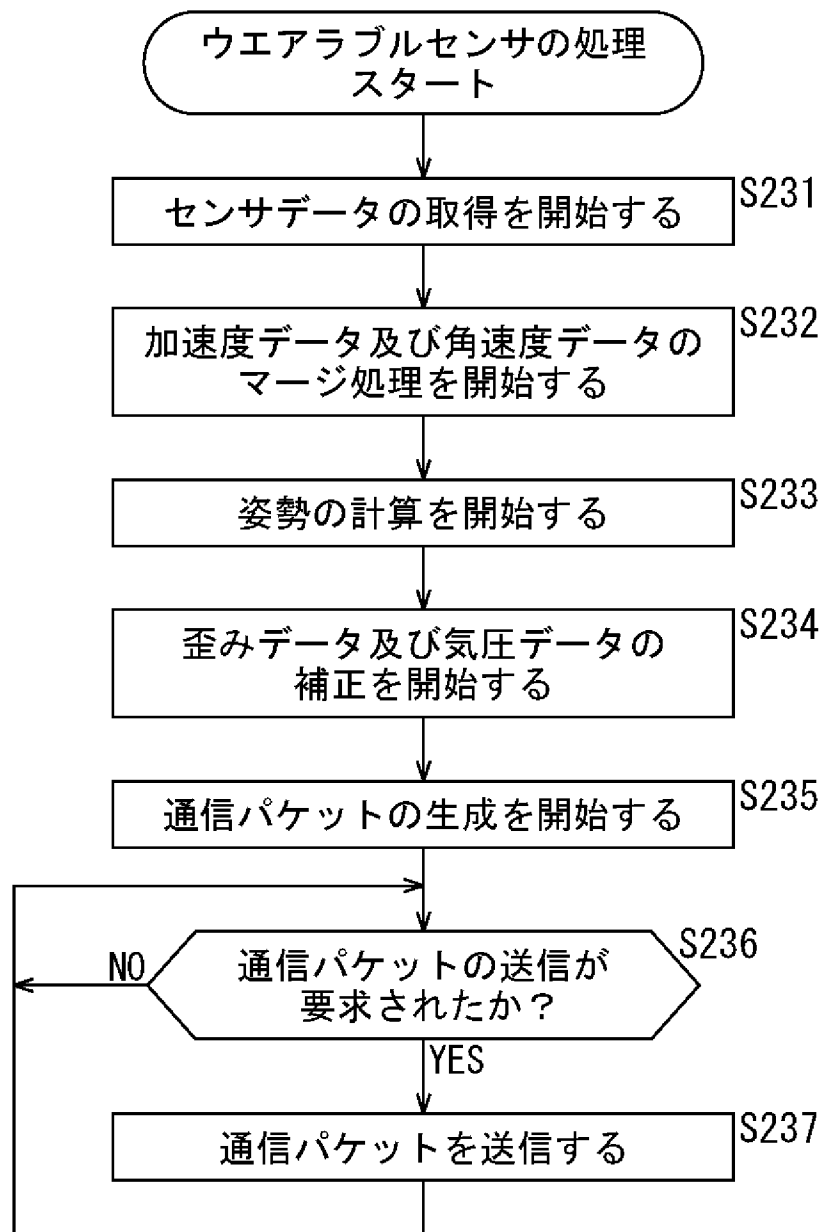 ウエアラブルセンサの処理
スタート
センサデータの取得を開始する
S231
加速度データ及び角速度データの
マージ処理を開始する
S232
姿勢の計算を開始する
S233
歪みデータ及び気圧データの
補正を開始する
S234
通信パケットの生成を開始する
S235
通信パケットの送信が
要求されたか？
S236
NO
YES
通信パケットを送信する
S237